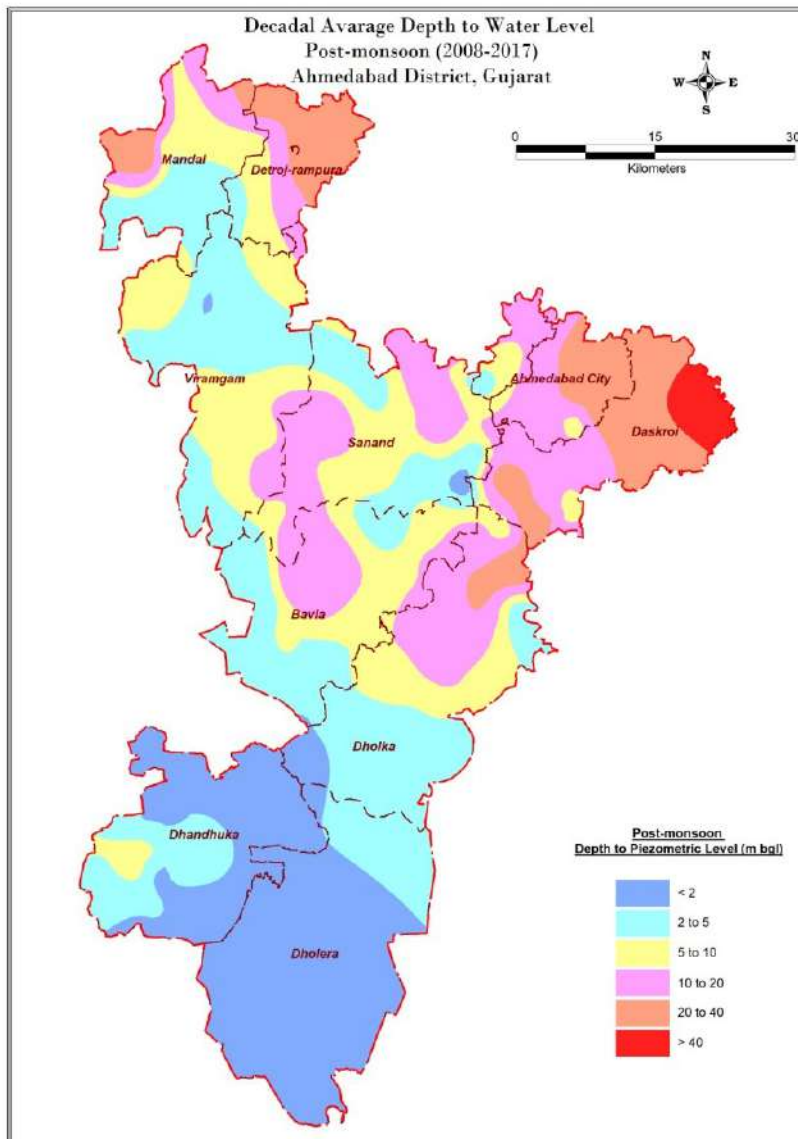 Decadal Avarage Depth to Water Level
Post-monsoon (2008-2017)
Ahmedabad District, Gujarat
N
W E
S
0 15 30
Kilometers
Mandal
Detroj-rampura
Viramgam
Ahmedabad City
Sanand
Daskroi
Bavla
Dholka
Dhandhuka
Dholera
Post-monsoon
Depth to Piezometric Level (m bgl)
< 2
2 to 5
5 to 10
10 to 20
20 to 40
> 40